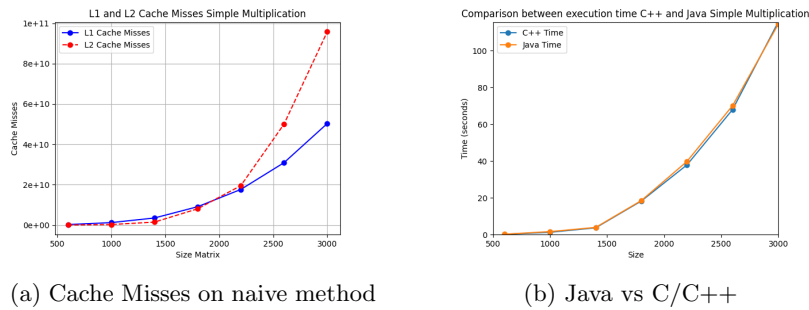 L1 and L2 Cache Misses Simple Multiplication
L1 Cache Misses
L2 Cache Misses
1e+11
8e+10
6e+10
4e+10
2e+10
0e+00
Cache Misses
500 1000 1500 2000 2500 3000
Size Matrix
(a) Cache Misses on naive method
Comparison between execution time C++ and Java Simple Multiplication
C++ Time
Java Time
100
80
60
40
20
0
Time (seconds)
500 1000 1500 2000 2500 3000
Size
(b) Java vs C/C++